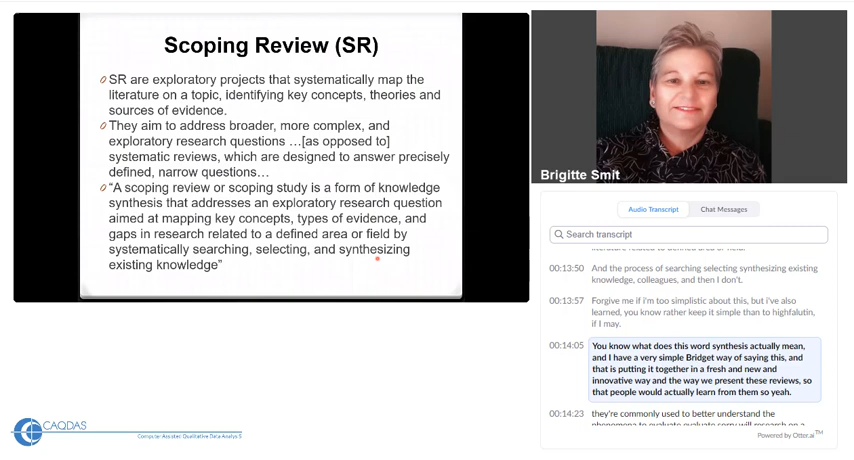 Scoping Review (SR)
SR are exploratory projects that systematically map the
literature on a topic, identifying key concepts, theories and
sources of evidence.
They aim to address broader, more complex, and
exploratory research questions …[as opposed to]
systematic reviews, which are designed to answer precisely
defined, narrow questions…
“A scoping review or scoping study is a form of knowledge
synthesis that addresses an exploratory research question
aimed at mapping key concepts, types of evidence, and
gaps in research related to a defined area or field by
systematically searching, selecting, and synthesizing
existing knowledge”
Brigitte Smit
Audio Transcript
Chat Messages
Search transcript
00:13:50
And the process of searching selecting synthesizing existing
knowledge, colleagues, and then I don't.
00:13:57
Forgive me if i'm too simplistic about this, but i've also
learned, you know rather keep it simple than to highfalutin,
if I may.
00:14:05
You know what does this word synthesis actually mean,
and I have a very simple Bridget way of saying this, and
that is putting it together in a fresh and new and
innovative way and the way we present these reviews, so
that people would actually learn from them so yeah.
00:14:23
they're commonly used to better understand the
Powered by Otter.ai™
CAQDAS
Computer Assisted Qualitative Data Analysis